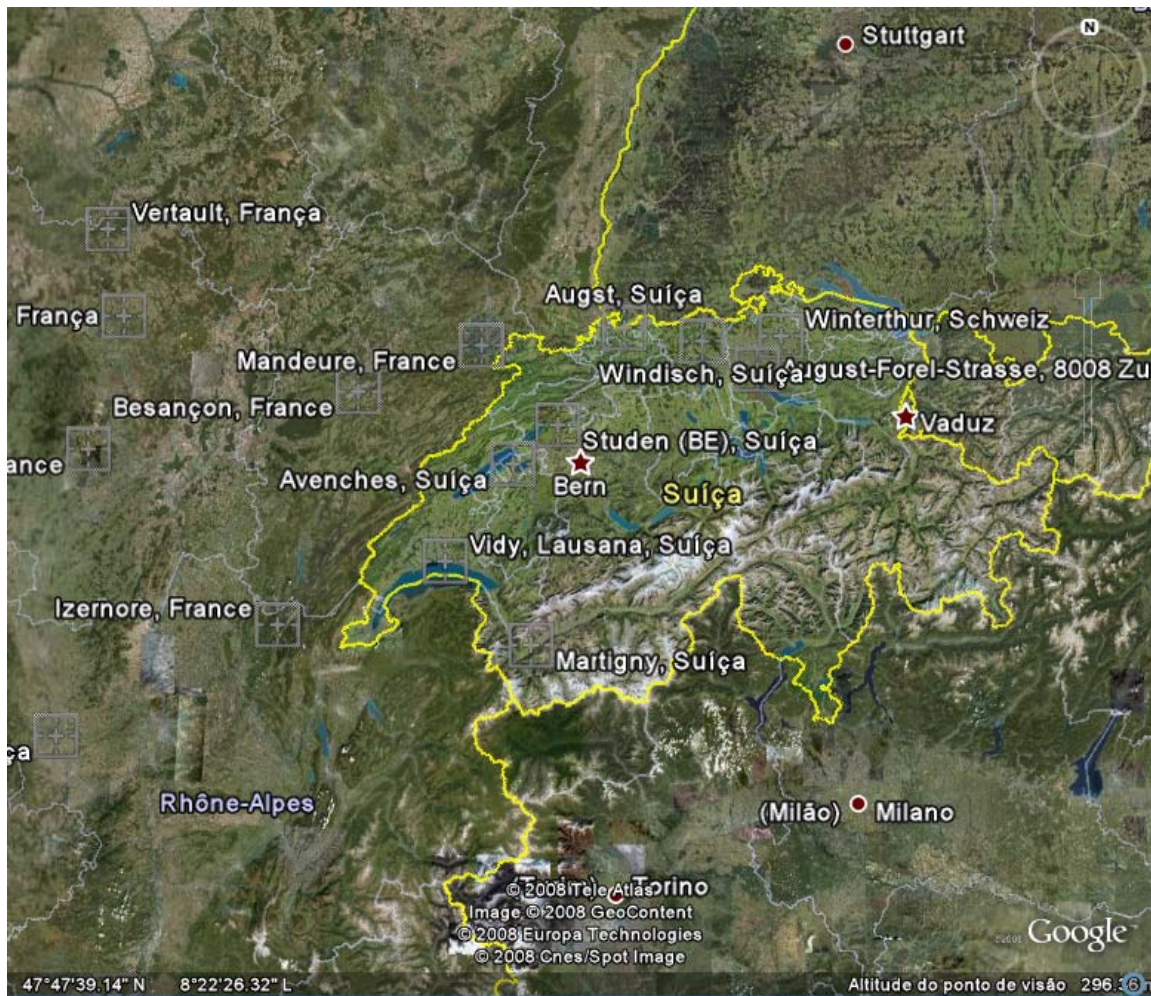 N
Stuttgart
Vertault, França
Augst, Suíça
França
Winterthur, Schweiz
Mandeure, France
Windisch, Suíça
August-Forel-Strasse, 8008 Zu
Besançon, France
Vaduz
Studen (BE), Suíça
ance
Avenches, Suíça
Bern
Suíça
Vidy, Lausana, Suíça
Izernore, France
Martigny, Suíça
ça
Rhône-Alpes
(Milão) Milano
Torino
© 2008 Tele Atlas
Image © 2008 GeoContent
© 2008 Europa Technologies
© 2008 Cnes/Spot Image
Google
47°47'39.14" N 8°22'26.32" L
Altitude do ponto de visão